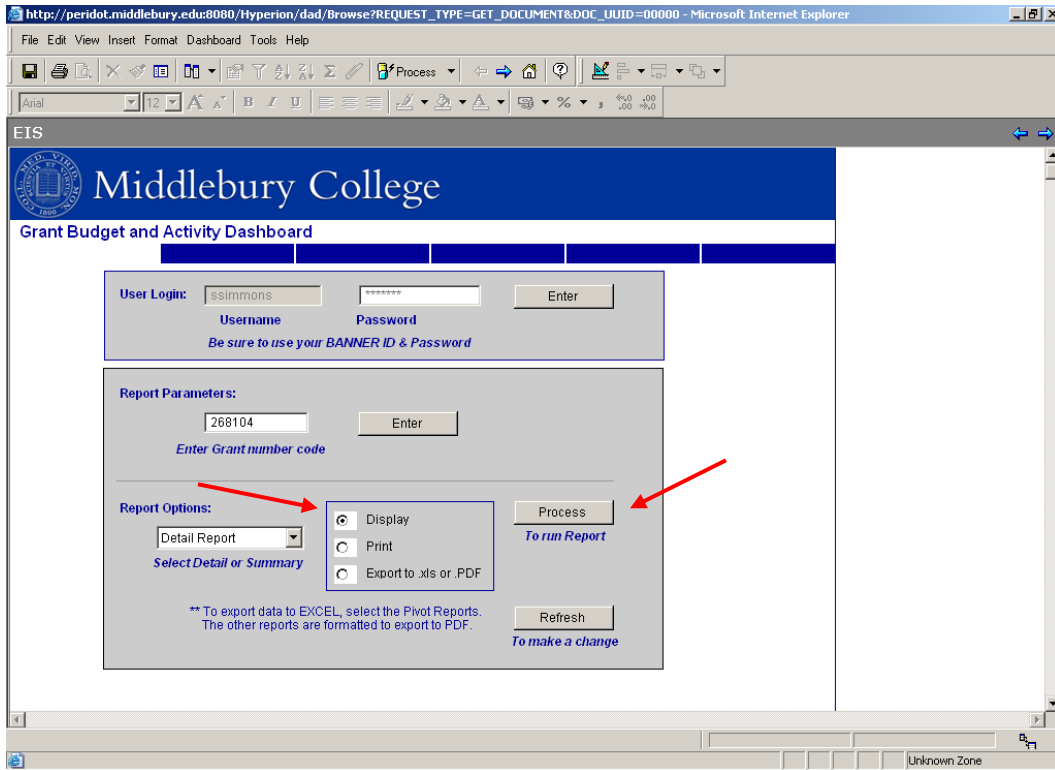 http://peridot.middlebury.edu:8080/Hyperion/dad/Browse?REQUEST_TYPE=GET_DOCUMENT&DOC_UUID=00000 - Microsoft Internet Explorer
File Edit View Insert Format Dashboard Tools Help
Process
Arial 12 B I U
EIS
Middlebury College
Grant Budget and Activity Dashboard
User Login: ssimmons ******* Enter
Username Password
Be sure to use your BANNER ID & Password
Report Parameters:
268104 Enter
Enter Grant number code
Report Options:
Detail Report
Select Detail or Summary
Display
Print
Export to .xls or .PDF
Process
To run Report
** To export data to EXCEL, select the Pivot Reports.
The other reports are formatted to export to PDF.
Refresh
To make a change
Unknown Zone